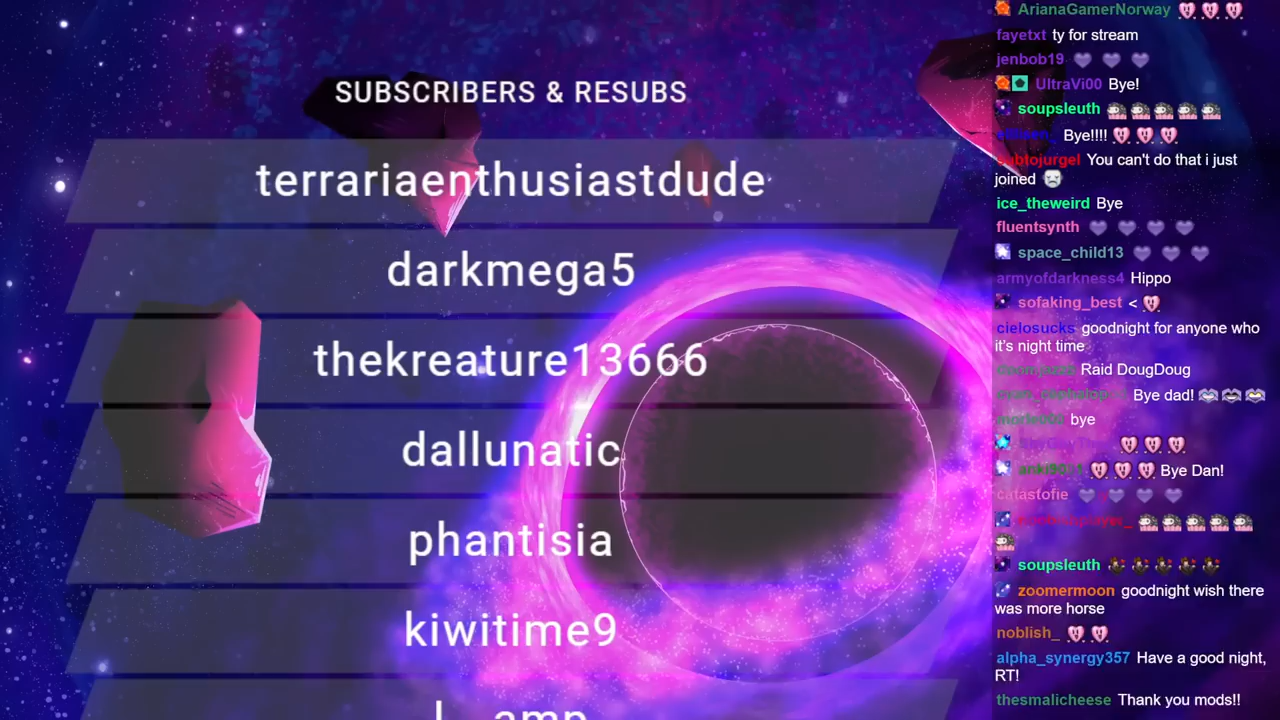 SUBSCRIBERS & RESUBS
terrariaenthusiastdude
darkmega5
thekreature13666
dallunatic
phantisia
kiwitime9
ArianaGamerNorway
fayetxt ty for stream
jenbob19
UltraVi00 Bye!
soupsleuth
Bye!!!!
subtojurgel You can't do that i just
joined
ice_theweird Bye
fluentsynth
space_child13
armyofdarkness4 Hippo
sofaking_best <
cielosucks goodnight for anyone who
it's night time
Raid DougDoug
Bye dad!
bye
Bye Dan!
catastofie
soupsleuth
zoomermoon goodnight wish there
was more horse
noblish_
alpha_synergy357 Have a good night,
RT!
thesmalicheese Thank you mods!!